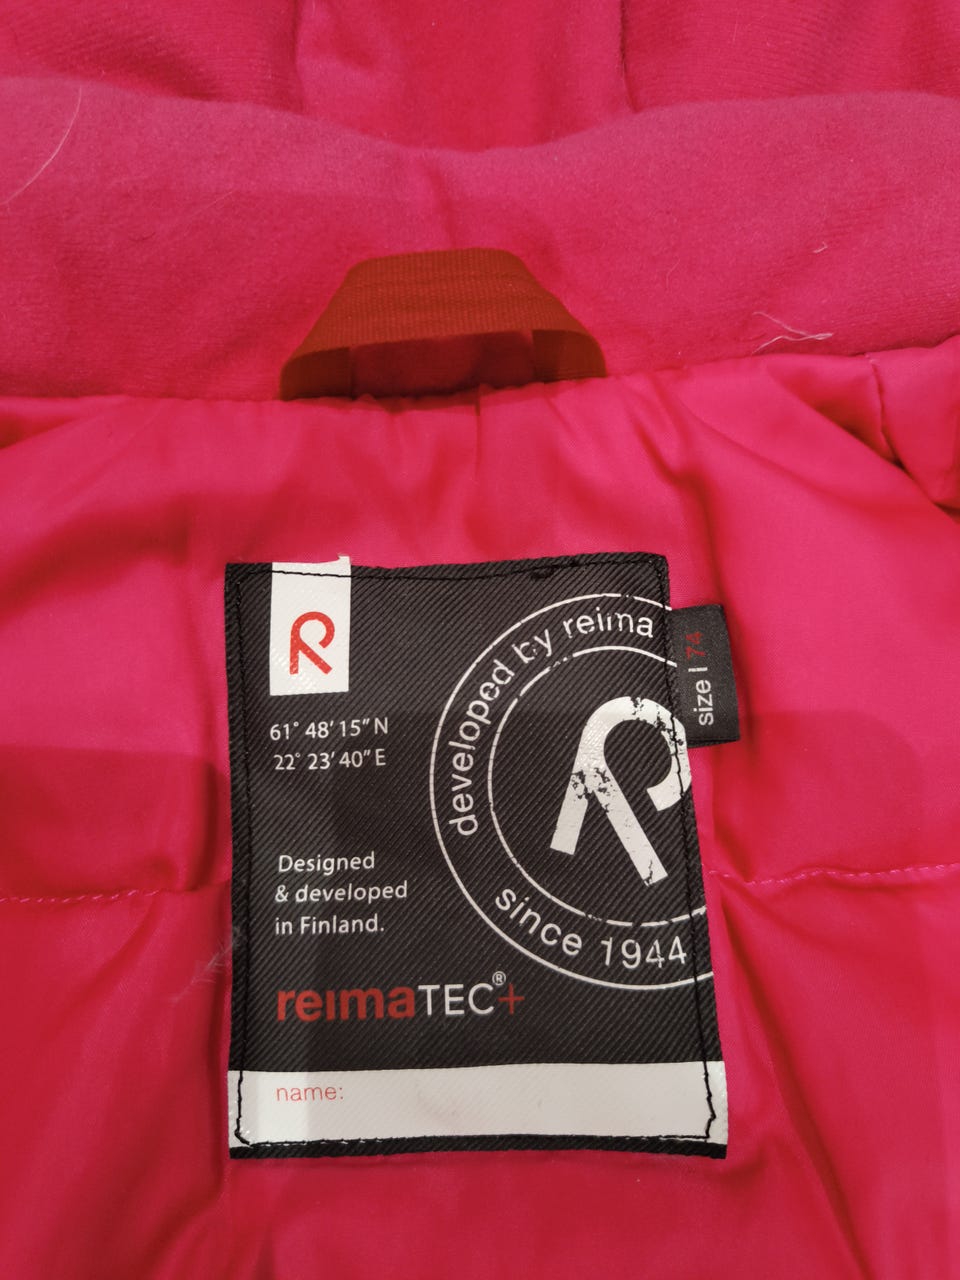 61° 48' 15" N
22° 23' 40" E
developed by reima
since 1944
size | 74
Designed
& developed
in Finland.
reimaTEC®+
name: